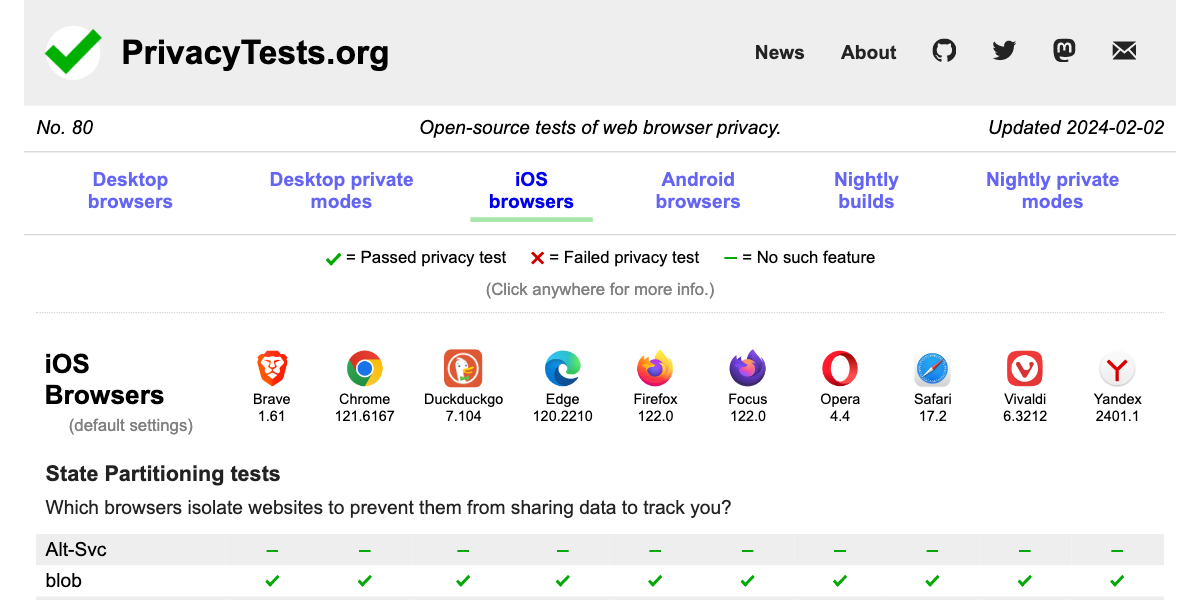 PrivacyTests.org
News About
No. 80 Open-source tests of web browser privacy. Updated 2024-02-02
Desktop browsers Desktop private modes iOS browsers Android browsers Nightly builds Nightly private modes
✓ = Passed privacy test ✗ = Failed privacy test – = No such feature
(Click anywhere for more info.)
iOS Browsers
(default settings)
Brave Chrome Duckduckgo Edge Firefox Focus Opera Safari Vivaldi Yandex
1.61 121.6167 7.104 120.2210 122.0 122.0 4.4 17.2 6.3212 2401.1
State Partitioning tests
Which browsers isolate websites to prevent them from sharing data to track you?
Alt-Svc – – – – – – – – – –
blob ✓ ✓ ✓ ✓ ✓ ✓ ✓ ✓ ✓ ✓